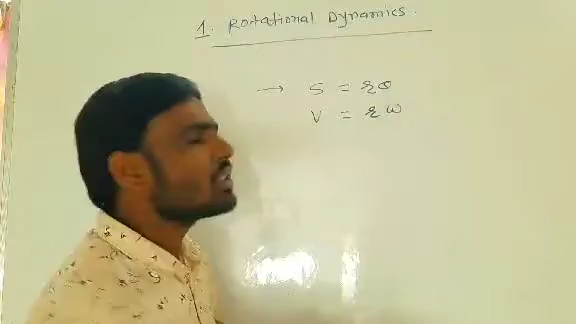 1. Rotational Dynamics.
→ S = rθ
V = rω